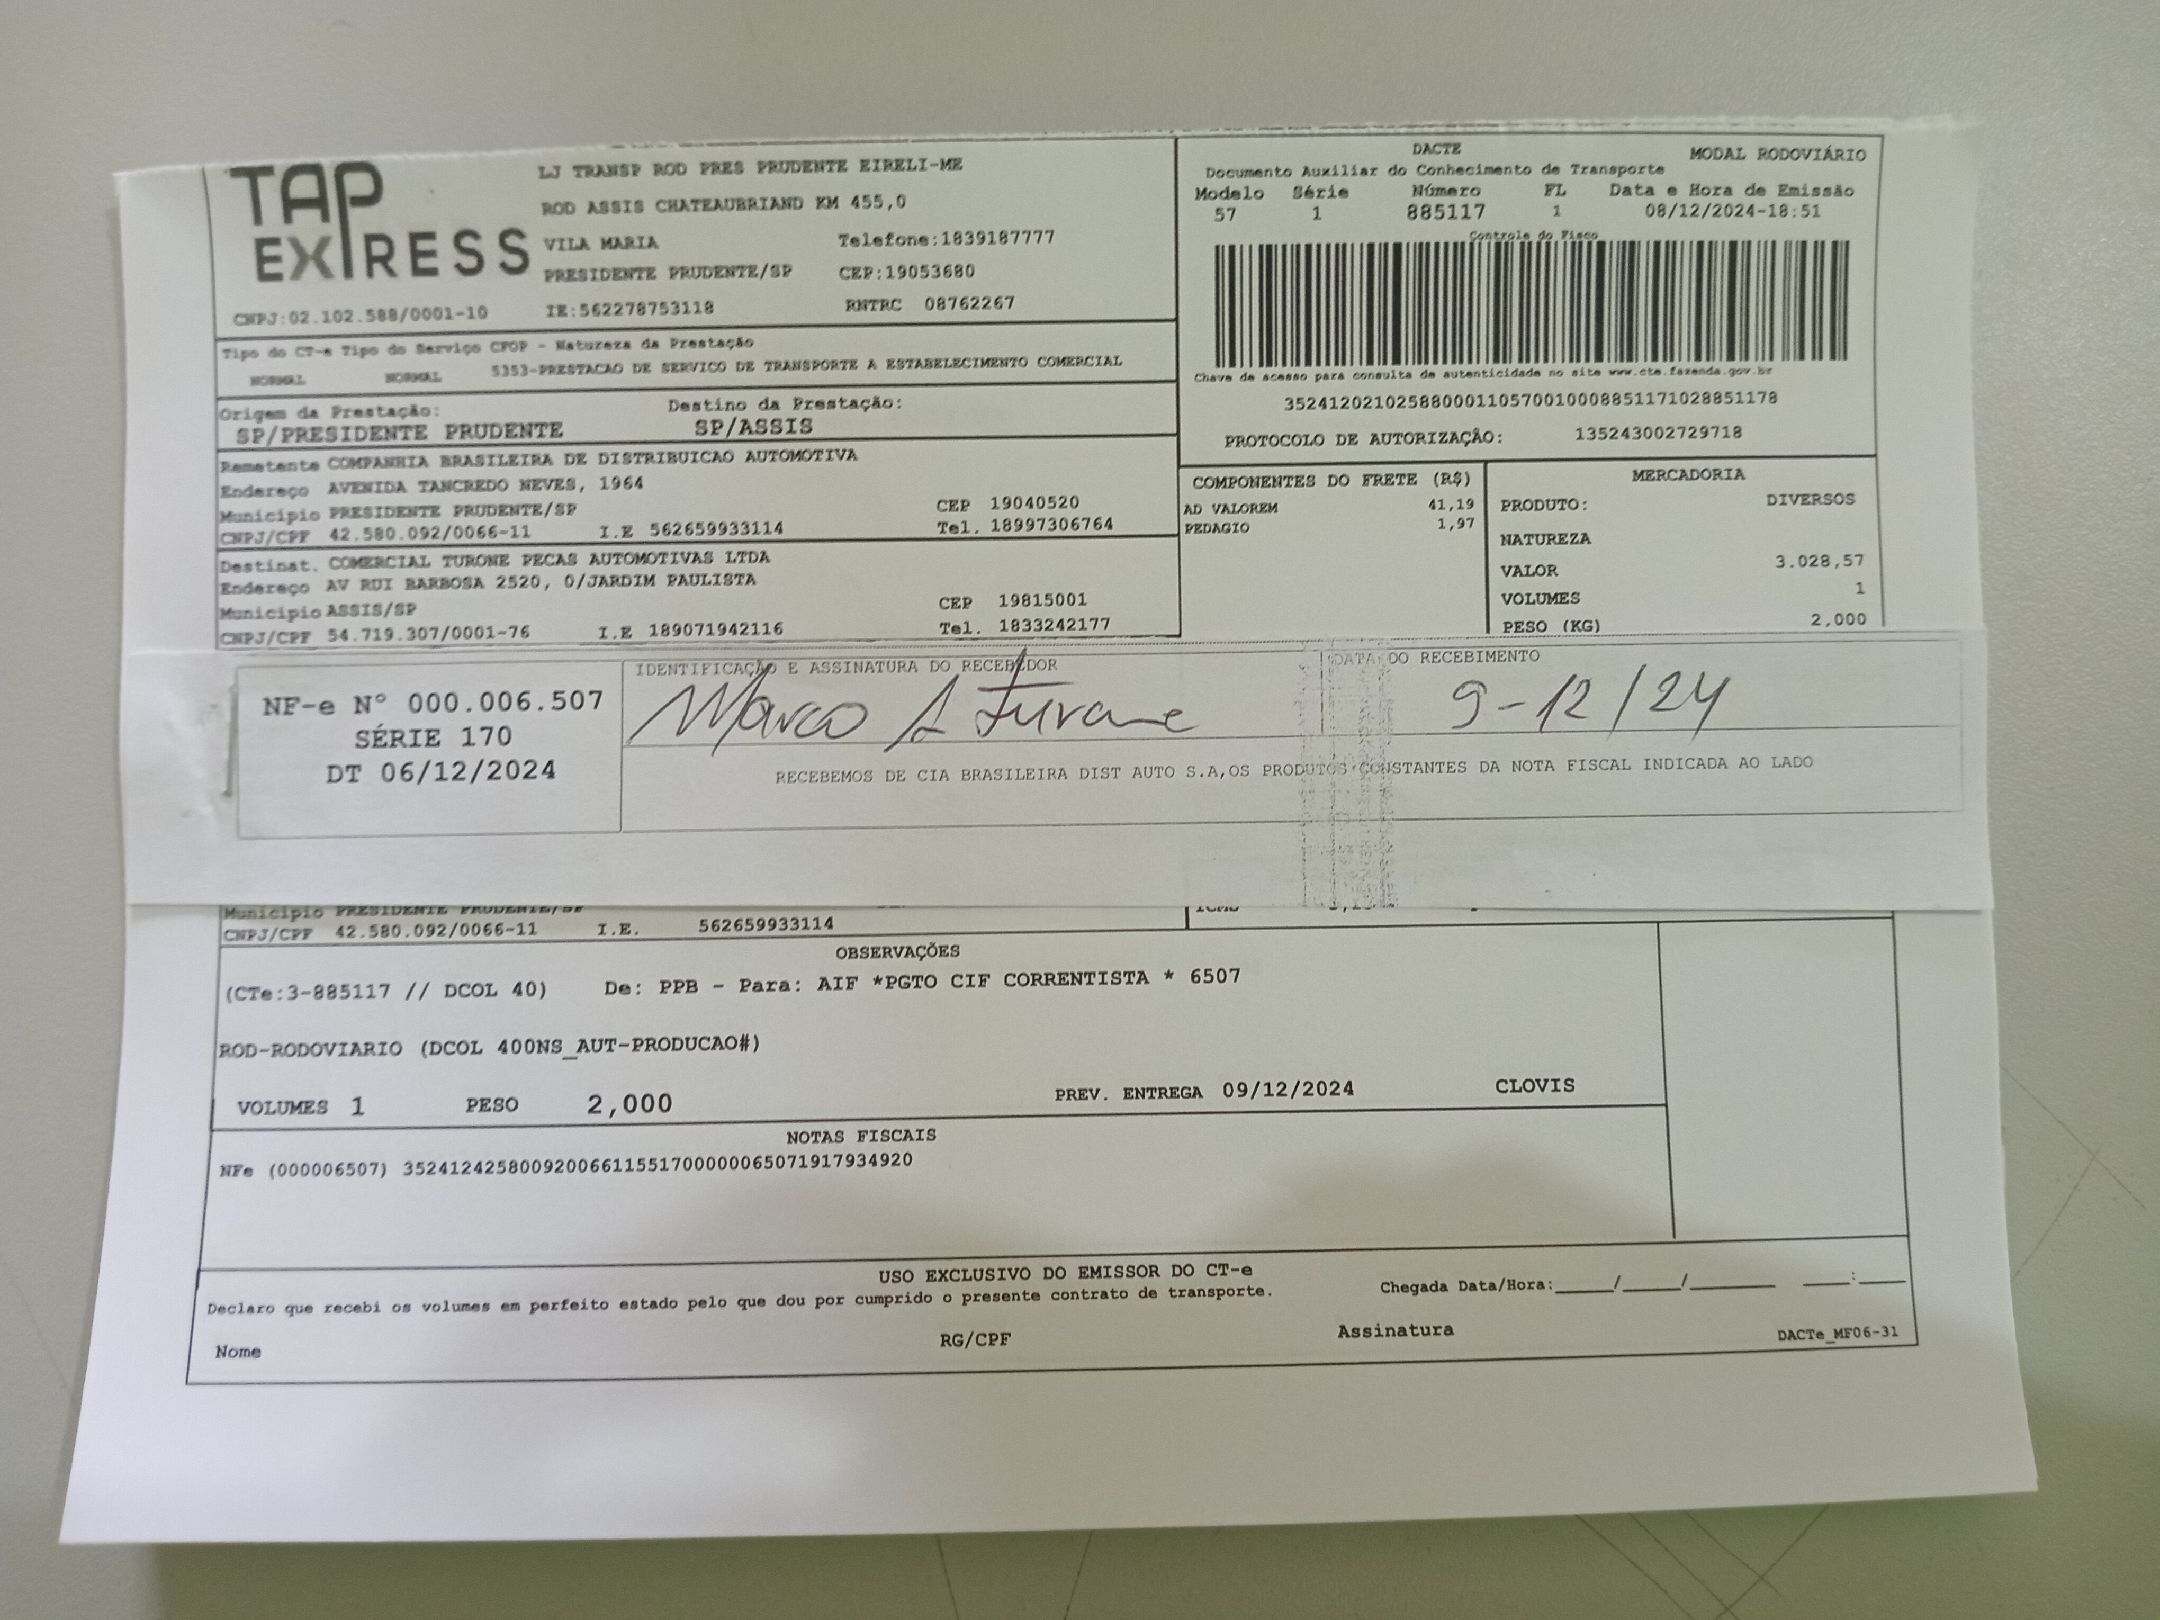 TAP EXPRESS
LJ TRANSP ROD PRES PRUDENTE EIRELI-ME
ROD ASSIS CHATEAUBRIAND KM 455,0
VILA MARIA Telefone:1839187777
PRESIDENTE PRUDENTE/SP CEP:19053680
CNPJ:02.102.588/0001-10 IE:562278753118 RNTRC 08762267
DACTE MODAL RODOVIÁRIO
Documento Auxiliar do Conhecimento de Transporte
Modelo Série Número FL Data e Hora de Emissão
57 1 885117 1 08/12/2024-18:51
Controle do Fisco
Chave de acesso para consulta de autenticidade no site www.cte.fazenda.gov.br
35241202102588000110570010008851171028851178
PROTOCOLO DE AUTORIZAÇÃO: 135243002729718
Tipo do CT-e Tipo do Serviço CFOP - Natureza da Prestação
NORMAL NORMAL 5353-PRESTACAO DE SERVICO DE TRANSPORTE A ESTABELECIMENTO COMERCIAL
Origem da Prestação: Destino da Prestação:
SP/PRESIDENTE PRUDENTE SP/ASSIS
Remetente COMPANHIA BRASILEIRA DE DISTRIBUICAO AUTOMOTIVA
Endereço AVENIDA TANCREDO NEVES, 1964
Municipio PRESIDENTE PRUDENTE/SP CEP 19040520
CNPJ/CPF 42.580.092/0066-11 I.E 562659933114 Tel. 18997306764
Destinat. COMERCIAL TURONE PECAS AUTOMOTIVAS LTDA
Endereço AV RUI BARBOSA 2520, 0/JARDIM PAULISTA
Municipio ASSIS/SP CEP 19815001
CNPJ/CPF 54.719.307/0001-76 I.E 189071942116 Tel. 1833242177
COMPONENTES DO FRETE (R$)
AD VALOREM 41,19
PEDAGIO 1,97
MERCADORIA
PRODUTO: DIVERSOS
NATUREZA
VALOR 3.028,57
VOLUMES 1
PESO (KG) 2,000
NF-e Nº 000.006.507
SÉRIE 170
DT 06/12/2024
IDENTIFICAÇÃO E ASSINATURA DO RECEBEDOR DATA DO RECEBIMENTO
Marco A Turone 9-12/24
RECEBEMOS DE CIA BRASILEIRA DIST AUTO S.A,OS PRODUTOS CONSTANTES DA NOTA FISCAL INDICADA AO LADO
Municipio PRESIDENTE PRUDENTE/SP ICMS
CNPJ/CPF 42.580.092/0066-11 I.E. 562659933114
OBSERVAÇÕES
(CTe:3-885117 // DCOL 40) De: PPB - Para: AIF *PGTO CIF CORRENTISTA * 6507
ROD-RODOVIARIO (DCOL 400NS_AUT-PRODUCAO#)
VOLUMES 1 PESO 2,000 PREV. ENTREGA 09/12/2024 CLOVIS
NOTAS FISCAIS
NFe (000006507) 35241242580092006611551700000065071917934920
USO EXCLUSIVO DO EMISSOR DO CT-e
Declaro que recebi os volumes em perfeito estado pelo que dou por cumprido o presente contrato de transporte. Chegada Data/Hora:_____/_____/_______ ____:____
Nome RG/CPF Assinatura DACTe_MF06-31